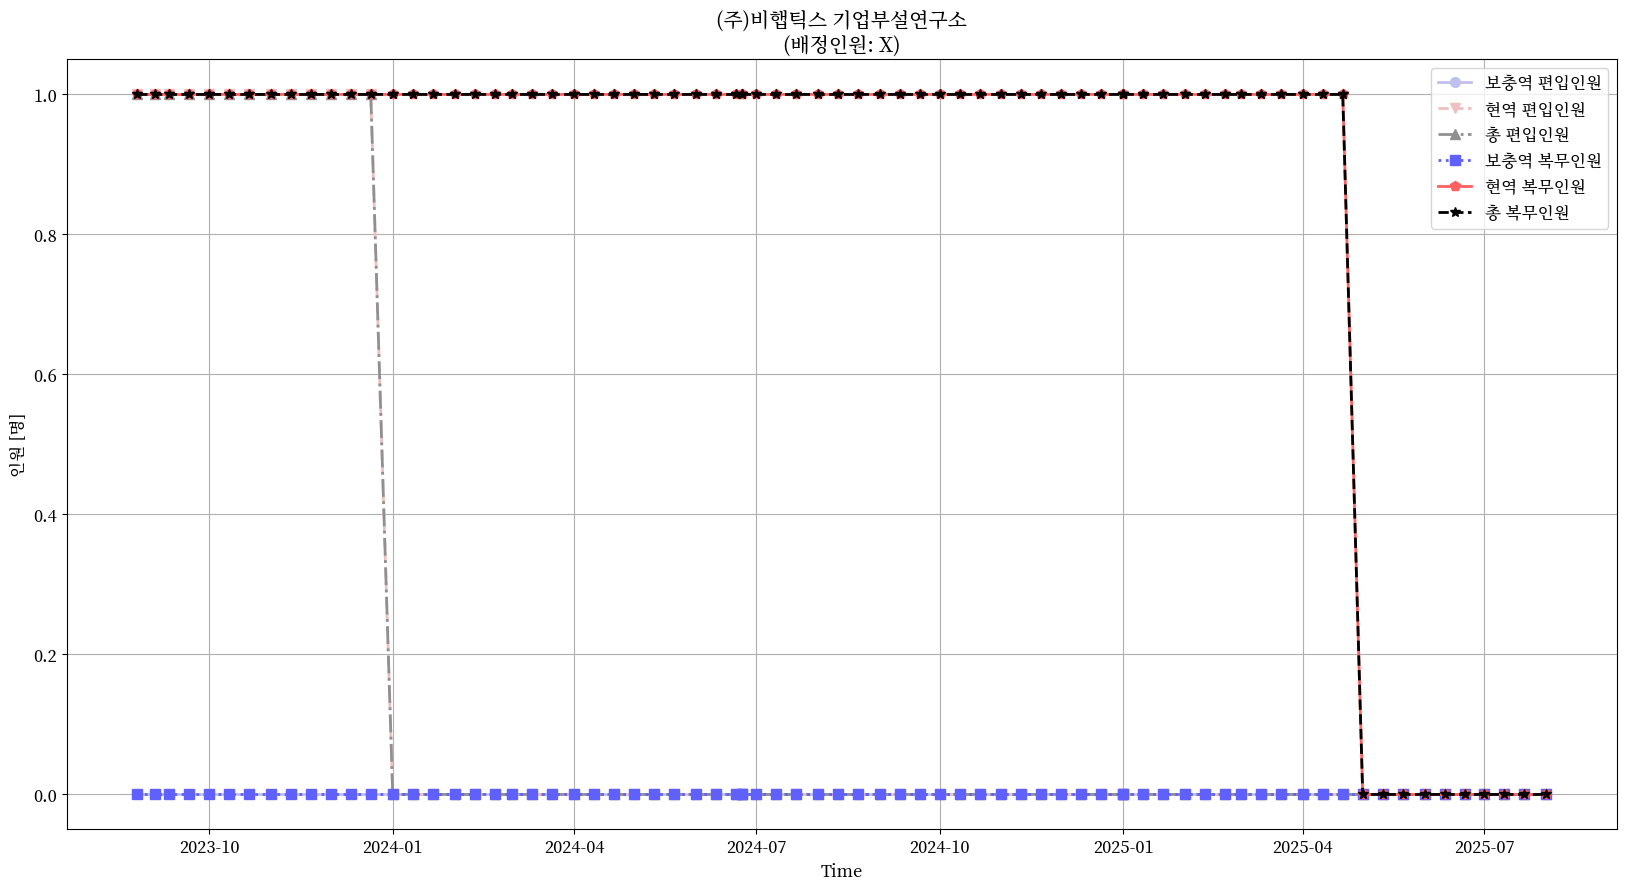 (주)비햅틱스 기업부설연구소
(배정인원: X)
보충역 편입인원
현역 편입인원
총 편입인원
보충역 복무인원
현역 복무인원
총 복무인원
인원 [명]
1.0
0.8
0.6
0.4
0.2
0.0
2023-10
2024-01
2024-04
2024-07
2024-10
2025-01
2025-04
2025-07
Time